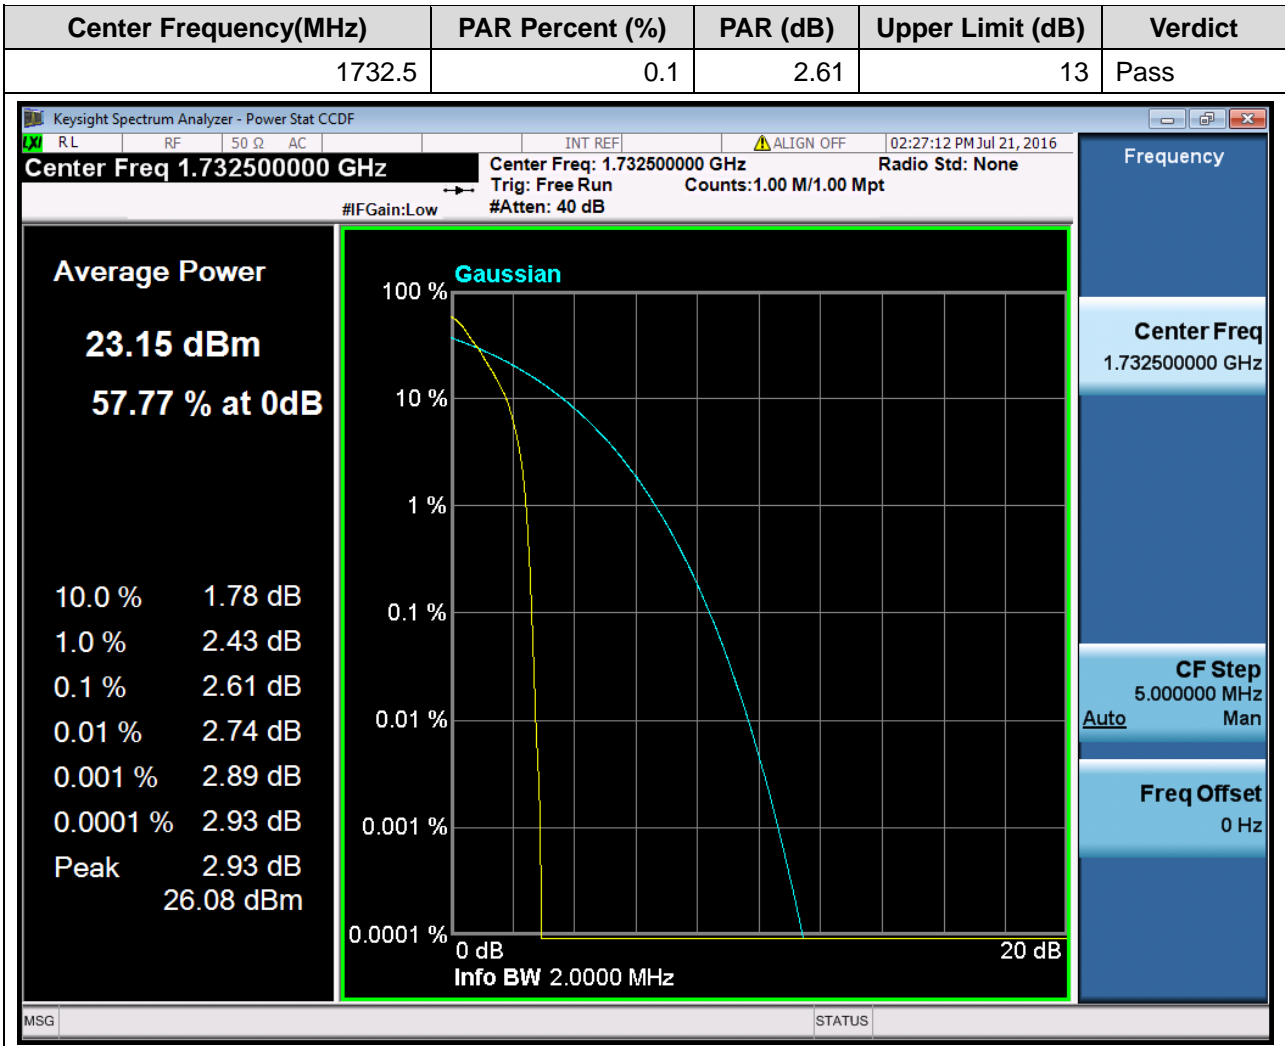 Center Frequency(MHz) PAR Percent (%) PAR (dB) Upper Limit (dB) Verdict
1732.5 0.1 2.61 13 Pass
Keysight Spectrum Analyzer - Power Stat CCDF
LXI RL RF 50 Ω AC INT REF ALIGN OFF 02:27:12 PM Jul 21, 2016
Center Freq 1.732500000 GHz
Center Freq: 1.732500000 GHz Radio Std: None
Trig: Free Run Counts:1.00 M/1.00 Mpt
#IFGain:Low #Atten: 40 dB
Average Power
23.15 dBm
57.77 % at 0dB
10.0 % 1.78 dB
1.0 % 2.43 dB
0.1 % 2.61 dB
0.01 % 2.74 dB
0.001 % 2.89 dB
0.0001 % 2.93 dB
Peak 2.93 dB
26.08 dBm
Gaussian
100 %
10 %
1 %
0.1 %
0.01 %
0.001 %
0.0001 %
0 dB 20 dB
Info BW 2.0000 MHz
Frequency
Center Freq
1.732500000 GHz
CF Step
5.000000 MHz
Auto Man
Freq Offset
0 Hz
MSG STATUS